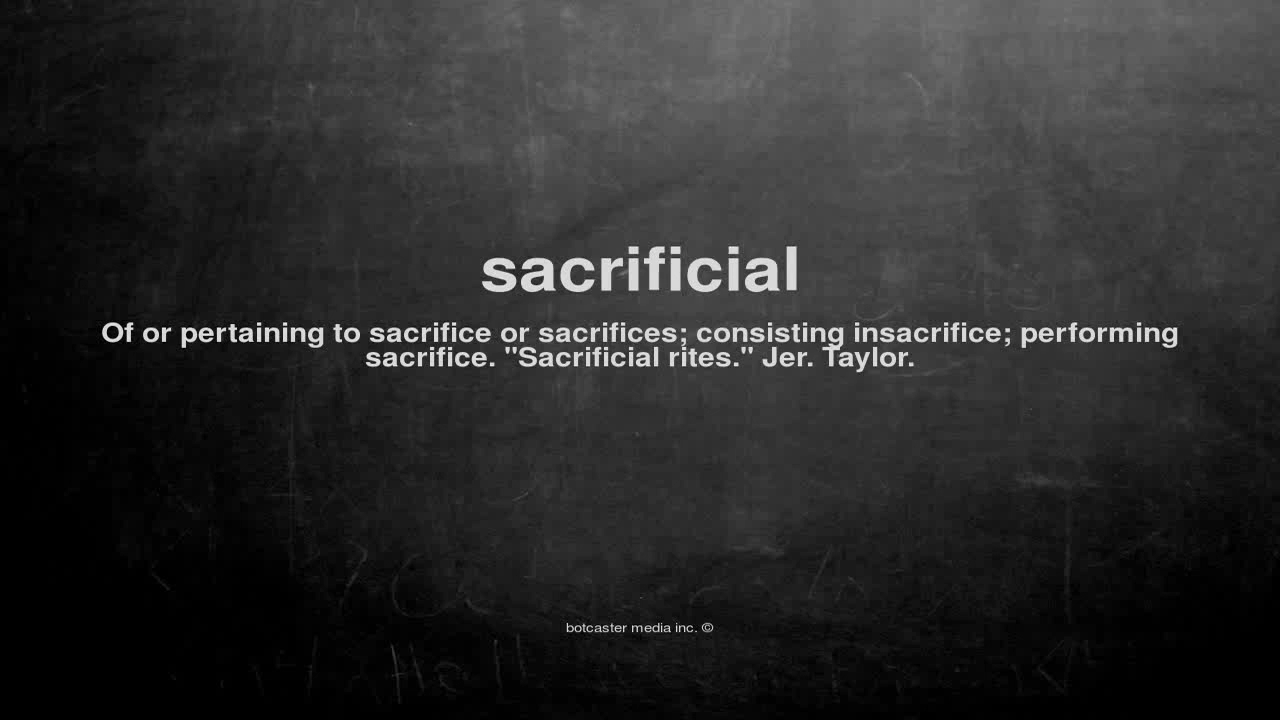 sacrificial
Of or pertaining to sacrifice or sacrifices; consisting insacrifice; performing
sacrifice. "Sacrificial rites." Jer. Taylor.
botcaster media inc. ©